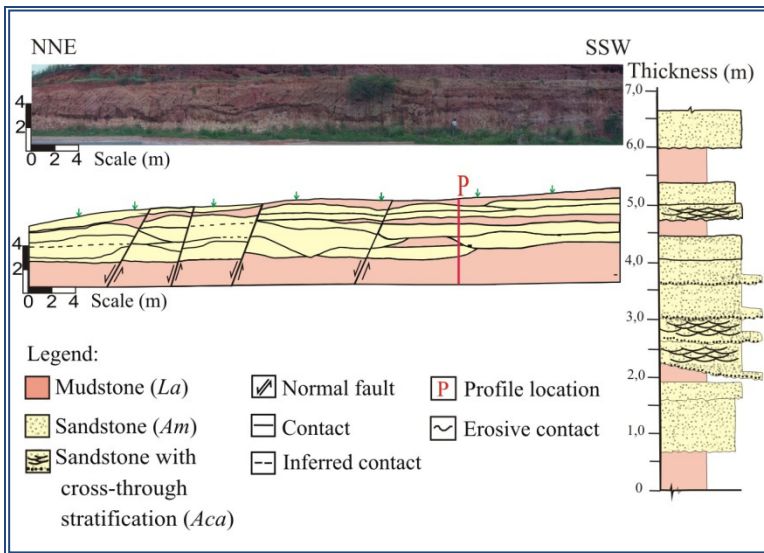 NNE
SSW
Thickness (m)
7,0
4
2
0 2 4 Scale (m)
6,0
P
5,0
4
2
0 2 4 Scale (m)
4,0
3,0
Legend:
Mudstone (La)
Normal fault
P Profile location
2,0
Sandstone (Am)
Contact
Erosive contact
Sandstone with
cross-through
stratification (Aca)
Inferred contact
1,0
0